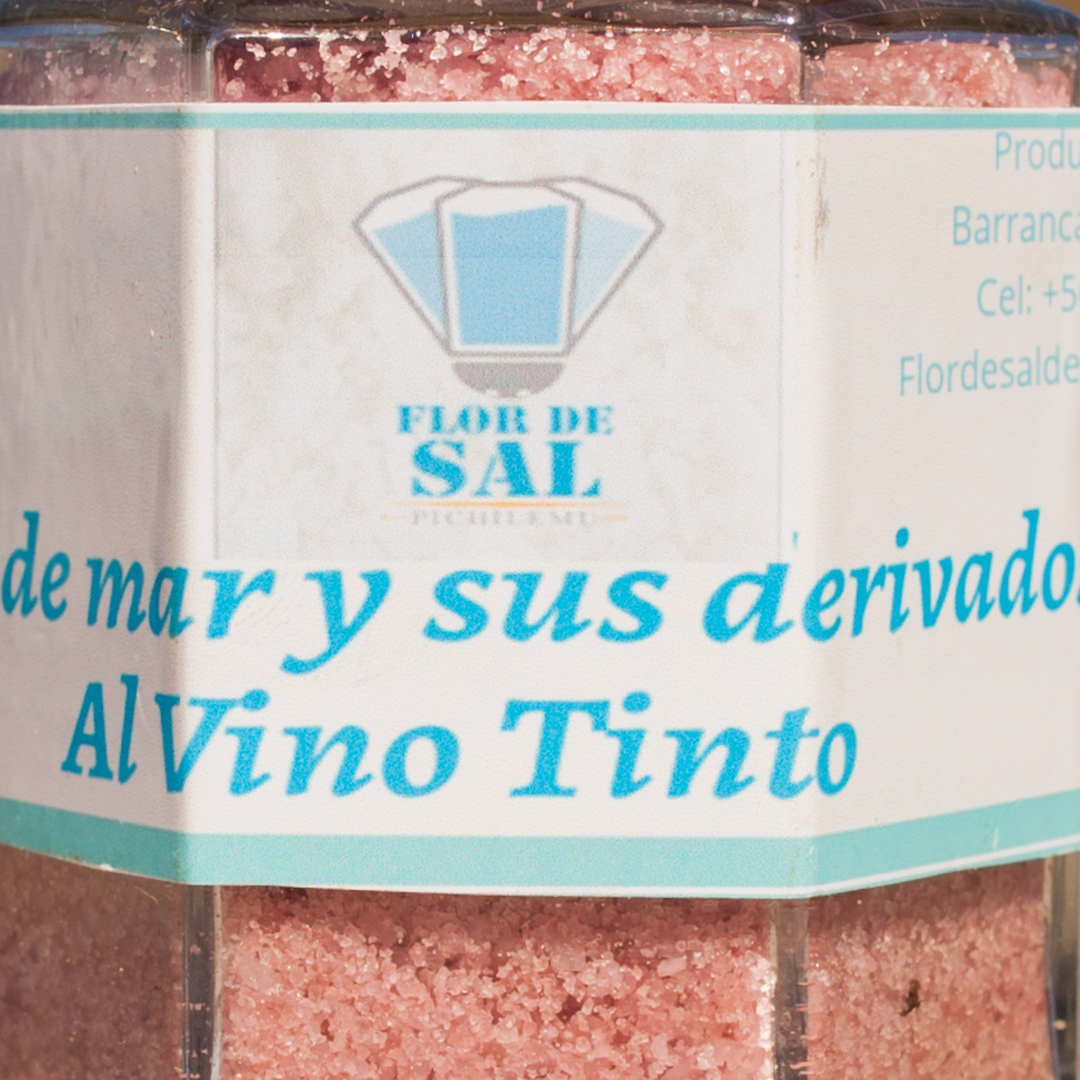 FLOR DE
SAL
PICHILEMU
Produ
Barranca
Cel: +5
Flordesalde
de mar y sus derivados
Al Vino Tinto